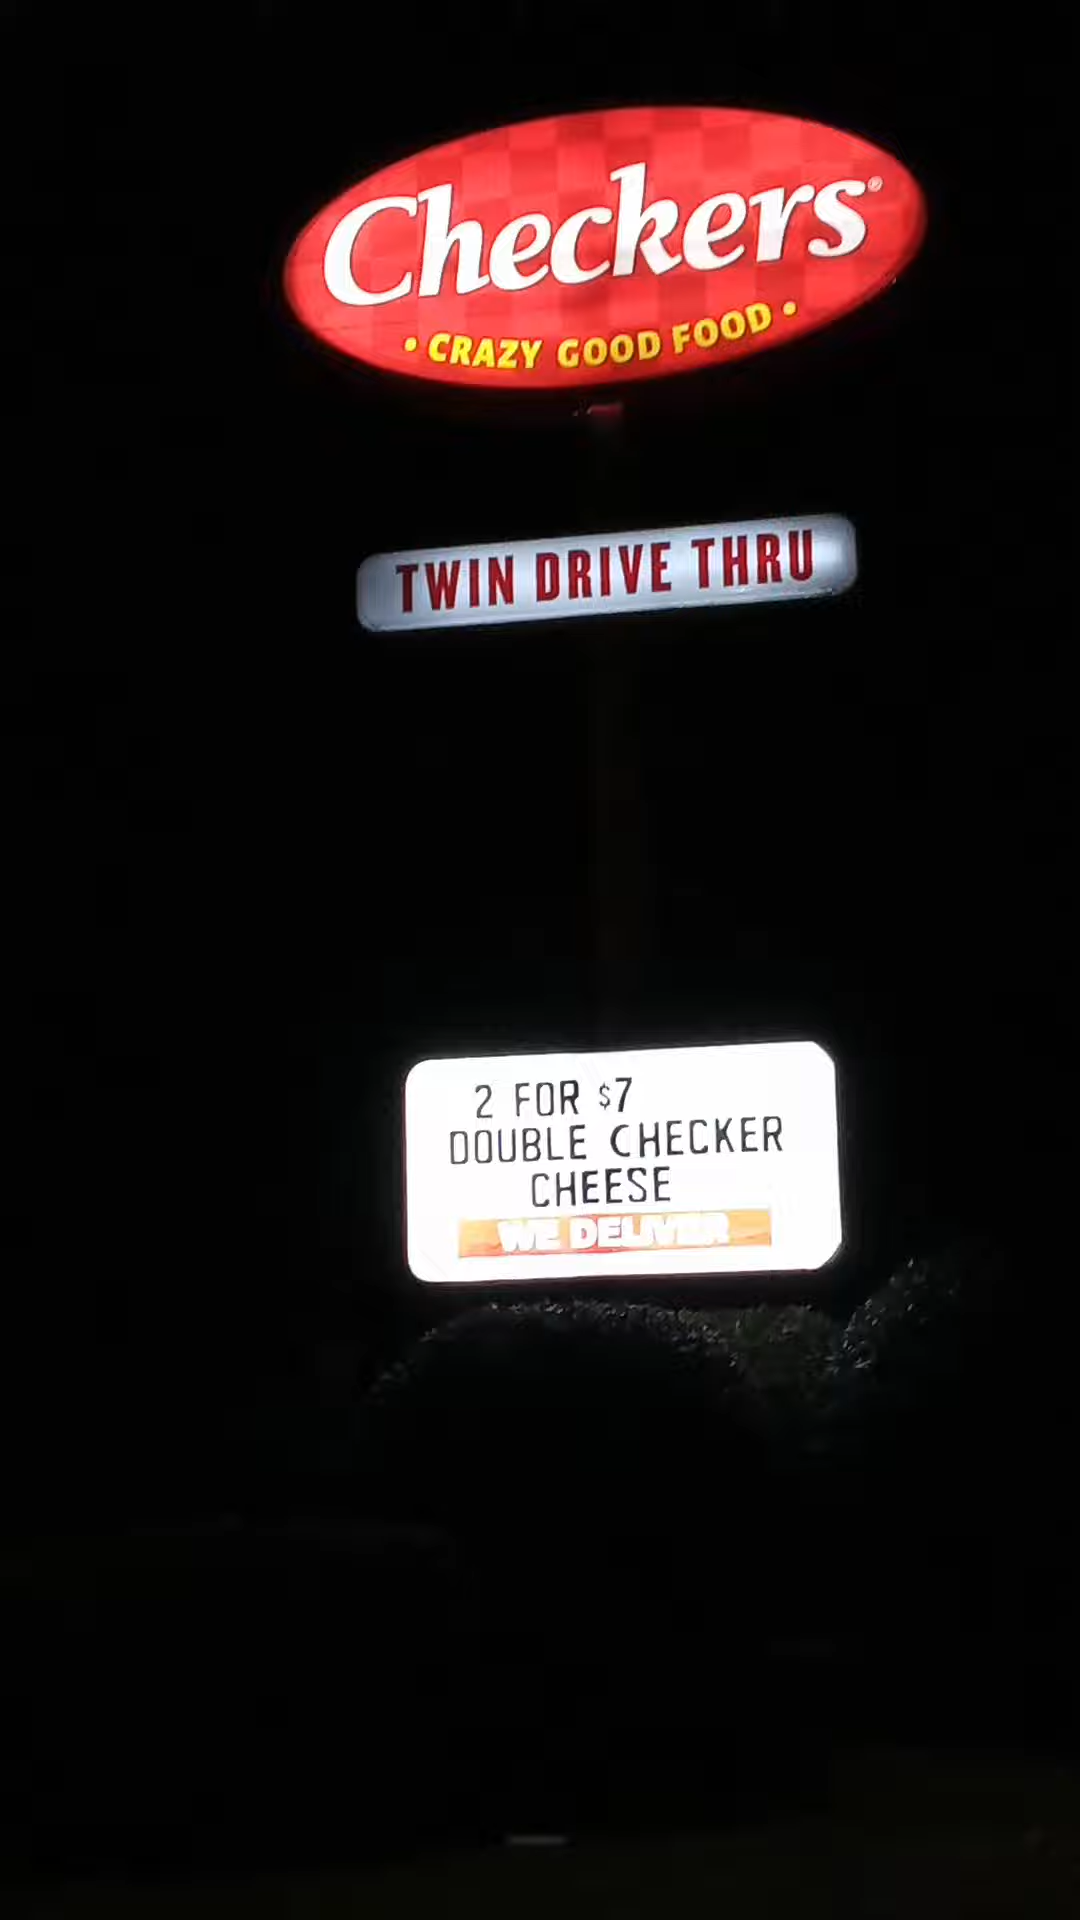 Checkers®
• CRAZY GOOD FOOD •
TWIN DRIVE THRU
2 FOR $7
DOUBLE CHECKER
CHEESE
WE DELIVER